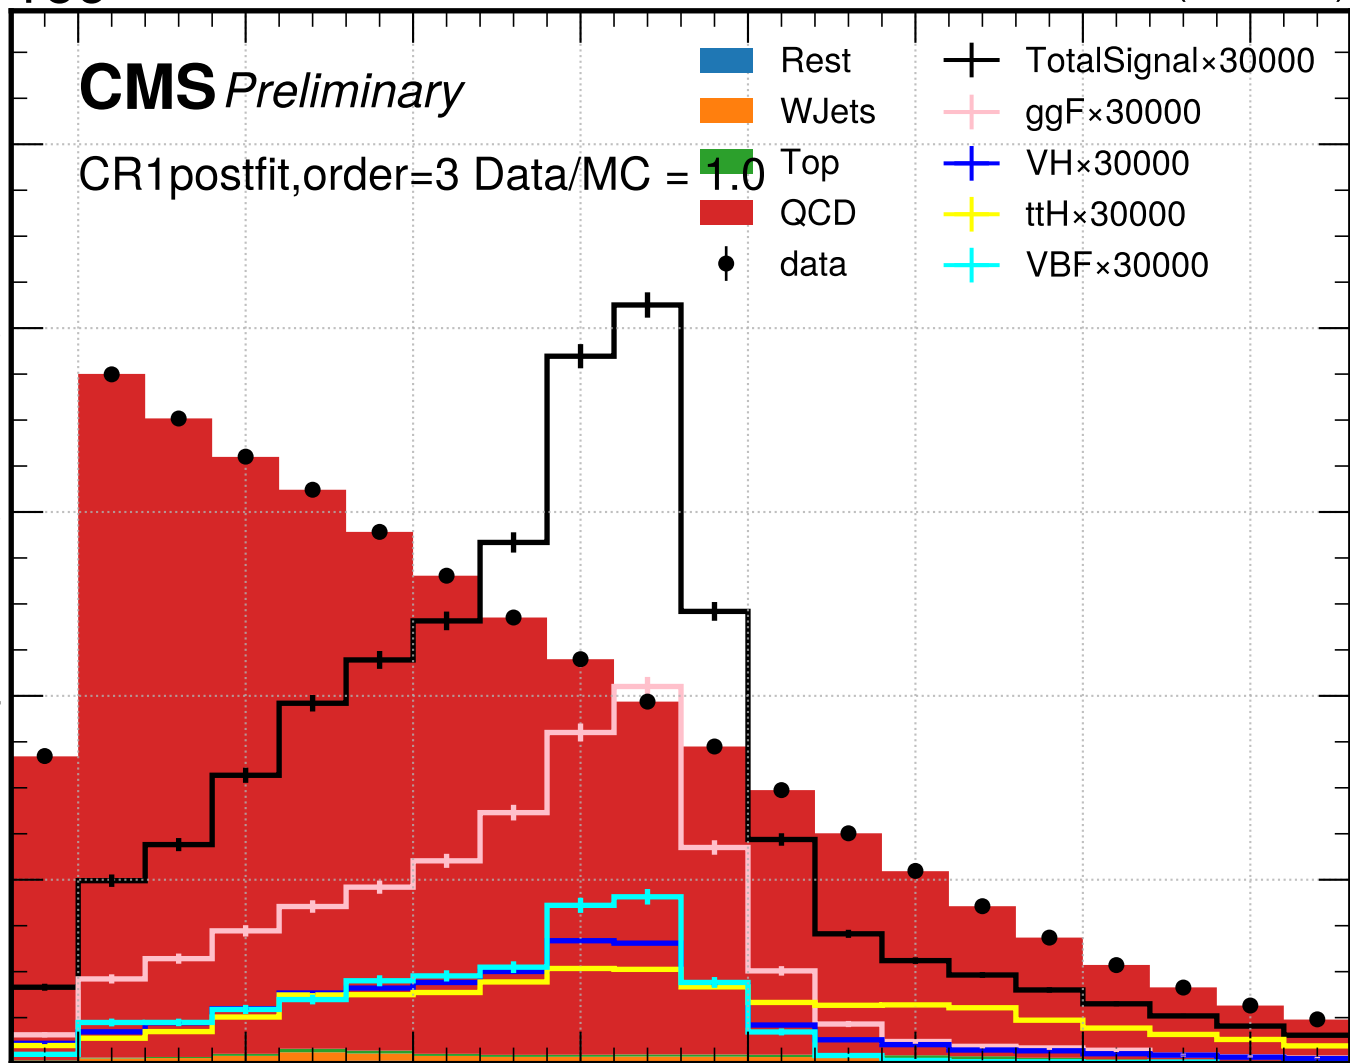 CMS Preliminary
CR1postfit,order=3 Data/MC = 1.0
Rest
WJets
Top
QCD
data
TotalSignal×30000
ggF×30000
VH×30000
ttH×30000
VBF×30000